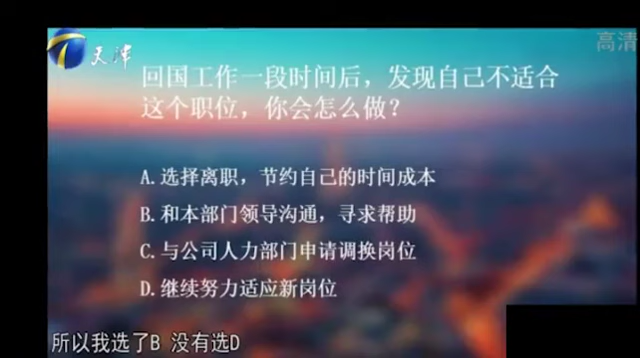 天津
高清
回国工作一段时间后，发现自己不适合
这个职位，你会怎么做？
A.选择离职，节约自己的时间成本
B.和本部门领导沟通，寻求帮助
C.与公司人力部门申请调换岗位
D.继续努力适应新岗位
所以我选了B 没有选D